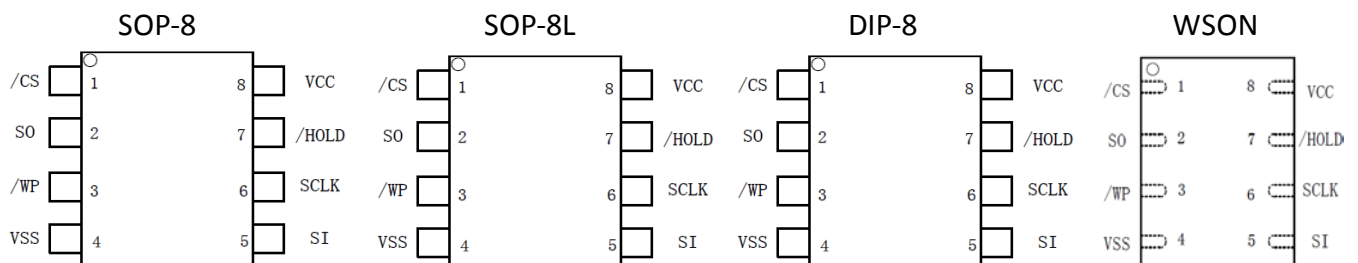 SOP-8 SOP-8L DIP-8 WSON
/CS 1 8 VCC /CS 1 8 VCC /CS 1 8 VCC /CS 1 8 VCC
SO 2 7 /HOLD SO 2 7 /HOLD SO 2 7 /HOLD SO 2 7 /HOLD
/WP 3 6 SCLK /WP 3 6 SCLK /WP 3 6 SCLK /WP 3 6 SCLK
VSS 4 5 SI VSS 4 5 SI VSS 4 5 SI VSS 4 5 SI